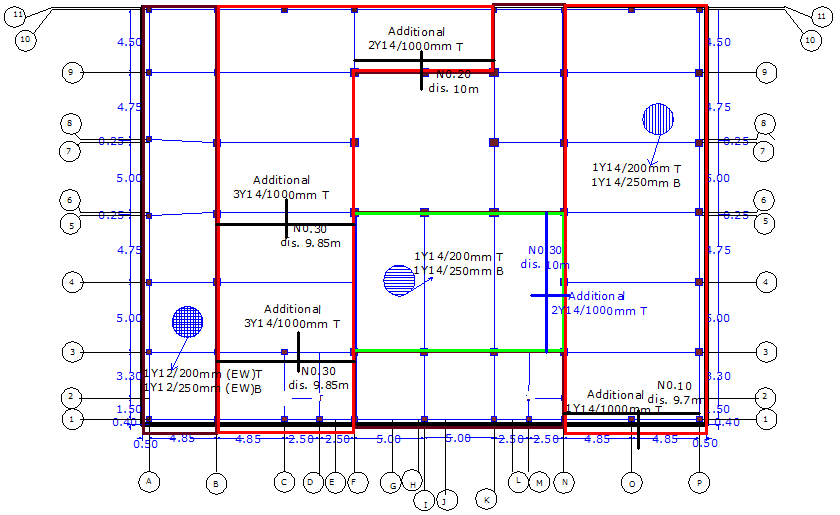 11
10
11
10
4.50
4.50
Additional
2Y14/1000mm T
N0.20
dis. 10m
9
9
4.75
4.75
8
7
8
7
0.25
0.25
1Y14/200mm T
1Y14/250mm B
5.00
5.00
Additional
3Y14/1000mm T
6
5
6
5
0.25
0.25
N0.30
dis. 9.85m
4.75
4.75
N0.30
dis. 10m
1Y14/200mm T
1Y14/250mm B
4
4
Additional
2Y14/1000mm T
Additional
3Y14/1000mm T
5.00
5.00
3
3
1Y12/200mm (EW)T
1Y12/250mm (EW)B
N0.30
dis. 9.85m
3.30
3.30
N0.10
dis. 9.7m
Additional
1Y14/1000mm T
2
2
1.50
1.50
1
1
0.40
0.40
0.50 4.85 4.85 2.50 2.50 5.00 5.00 2.50 2.50 4.85 4.85 0.50
A B C D E F G H I J K L M N O P